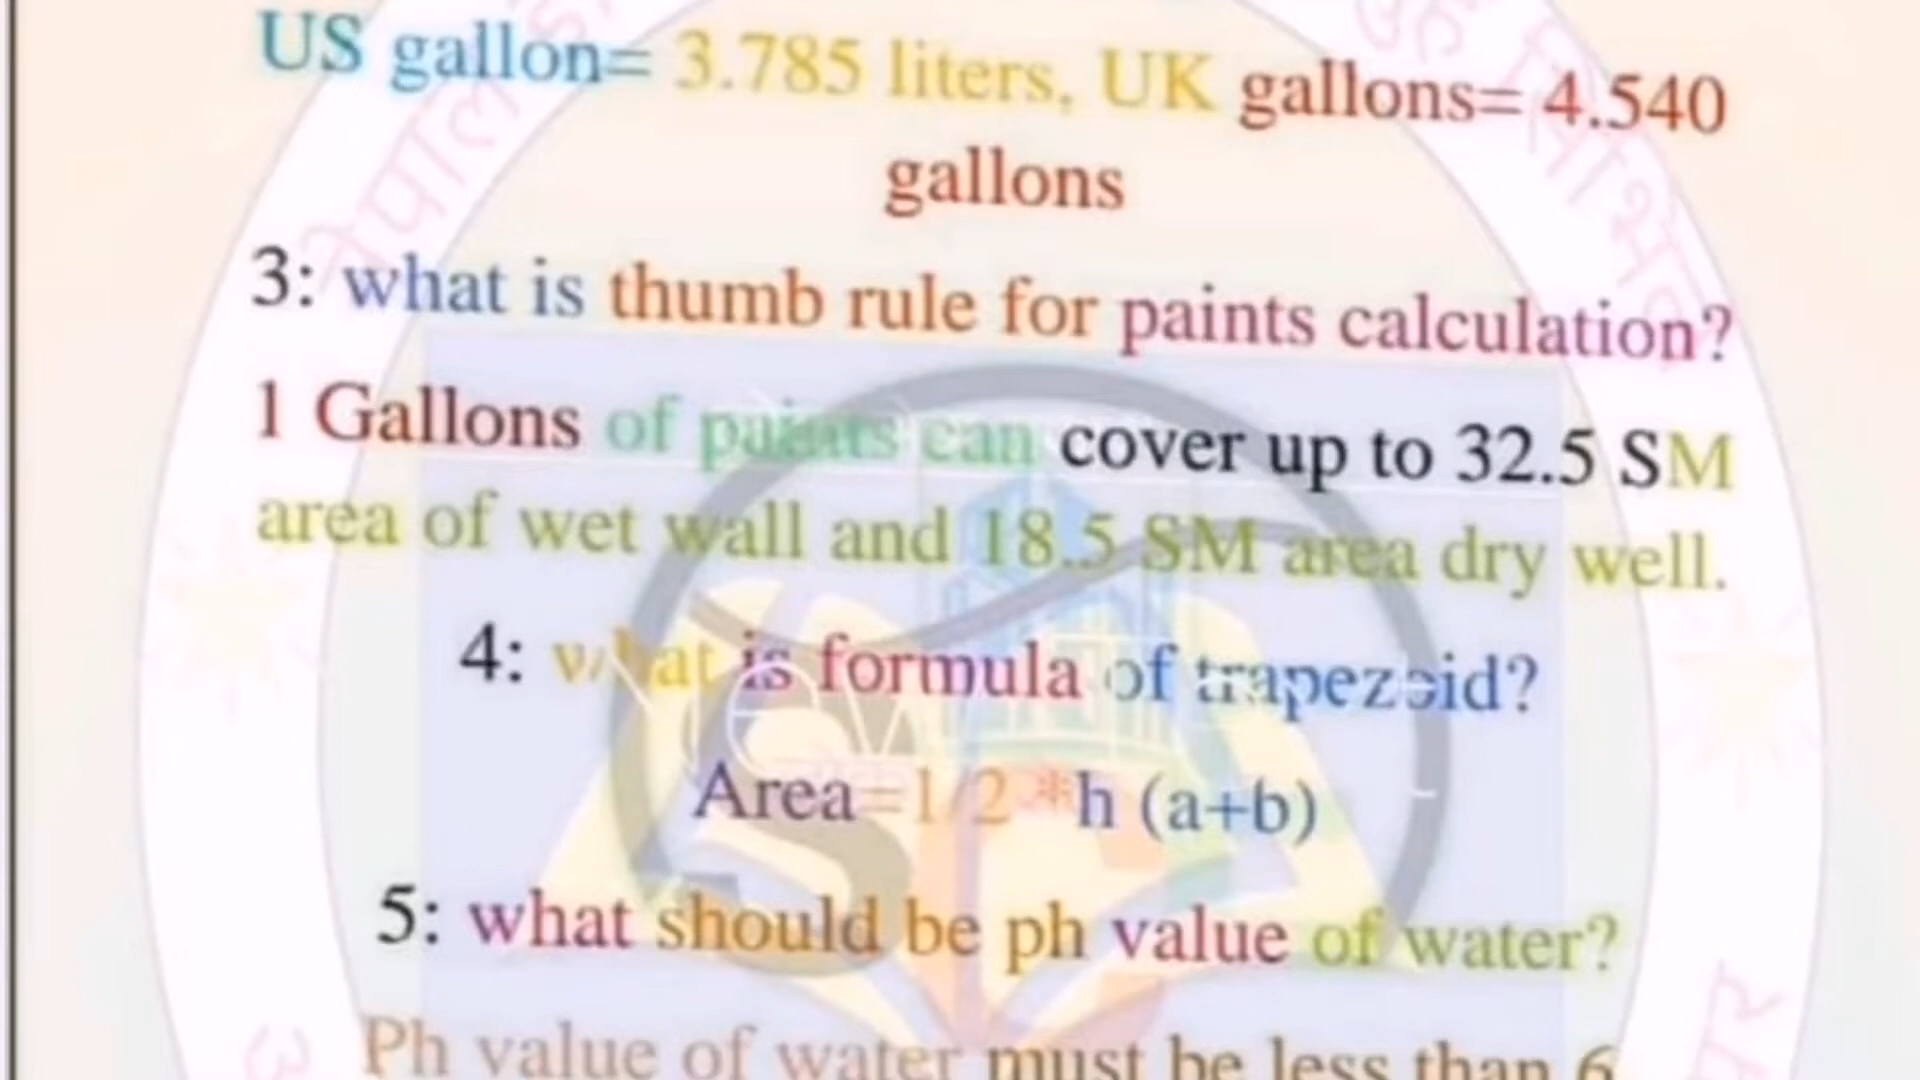 US gallon= 3.785 liters, UK gallons= 4.540
gallons
3: what is thumb rule for paints calculation?
1 Gallons of paints can cover up to 32.5 SM
area of wet wall and 18.5 SM area dry well.
4: what is formula of trapezoid?
Area=1/2 *h (a+b)
5: what should be ph value of water?
Ph value of water must be less than 6